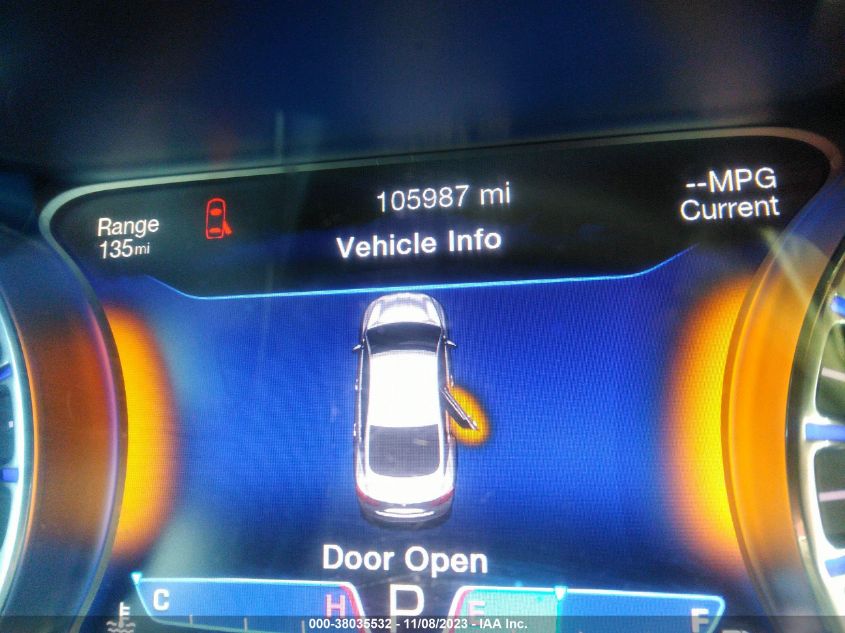 105987 mi
--MPG
Current
Range
135mi
Vehicle Info
Door Open
C
H
P
E
F
000-38035532 - 11/08/2023 - IAA Inc.